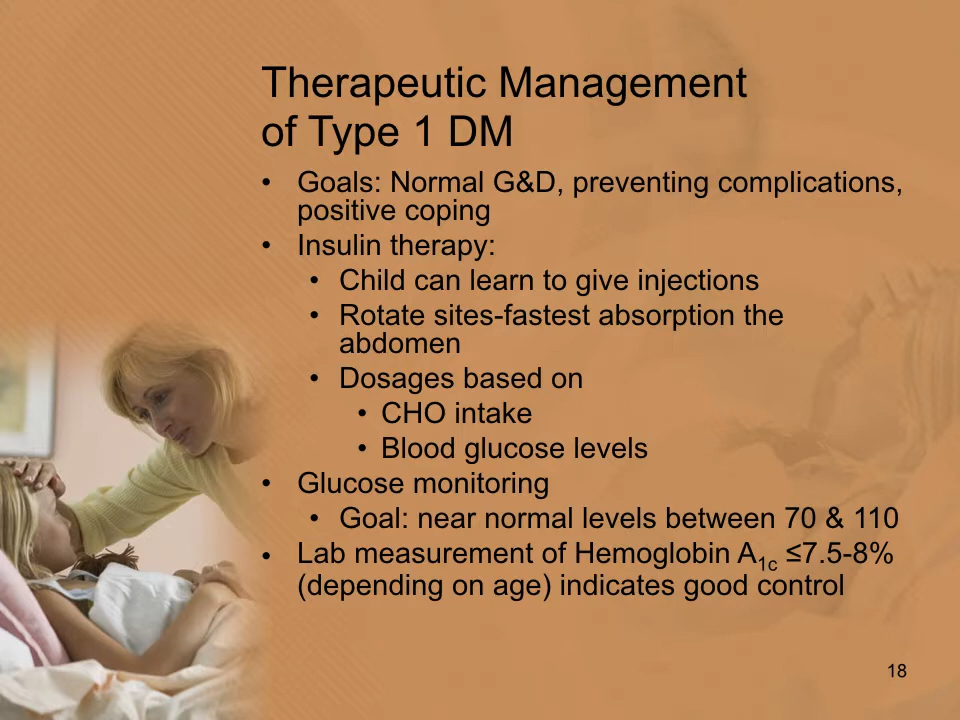 Therapeutic Management
of Type 1 DM
• Goals: Normal G&D, preventing complications,
positive coping
• Insulin therapy:
• Child can learn to give injections
• Rotate sites-fastest absorption the
abdomen
• Dosages based on
• CHO intake
• Blood glucose levels
• Glucose monitoring
• Goal: near normal levels between 70 & 110
• Lab measurement of Hemoglobin A1c ≤7.5-8%
(depending on age) indicates good control
18